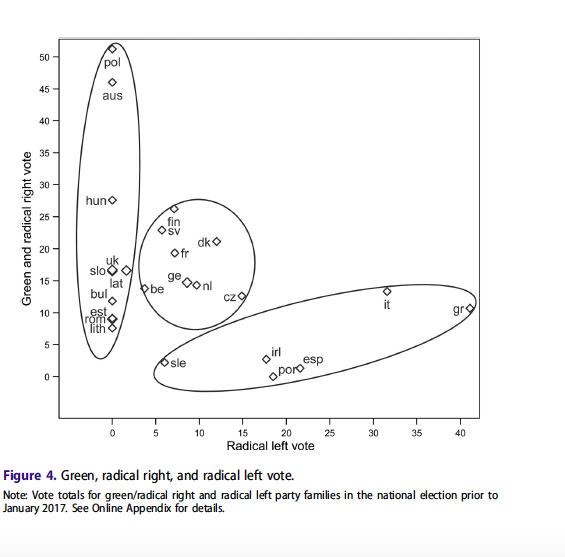 Green and radical right vote
50
45
40
35
30
25
20
15
10
5
0
pol
aus
hun
fin
sv
dk
fr
uk
slo
lat
ge
nl
be
bul
cz
est
rom
lith
it
gr
irl
esp
sle
por
0 5 10 15 20 25 30 35 40
Radical left vote
Figure 4. Green, radical right, and radical left vote.
Note: Vote totals for green/radical right and radical left party families in the national election prior to
January 2017. See Online Appendix for details.